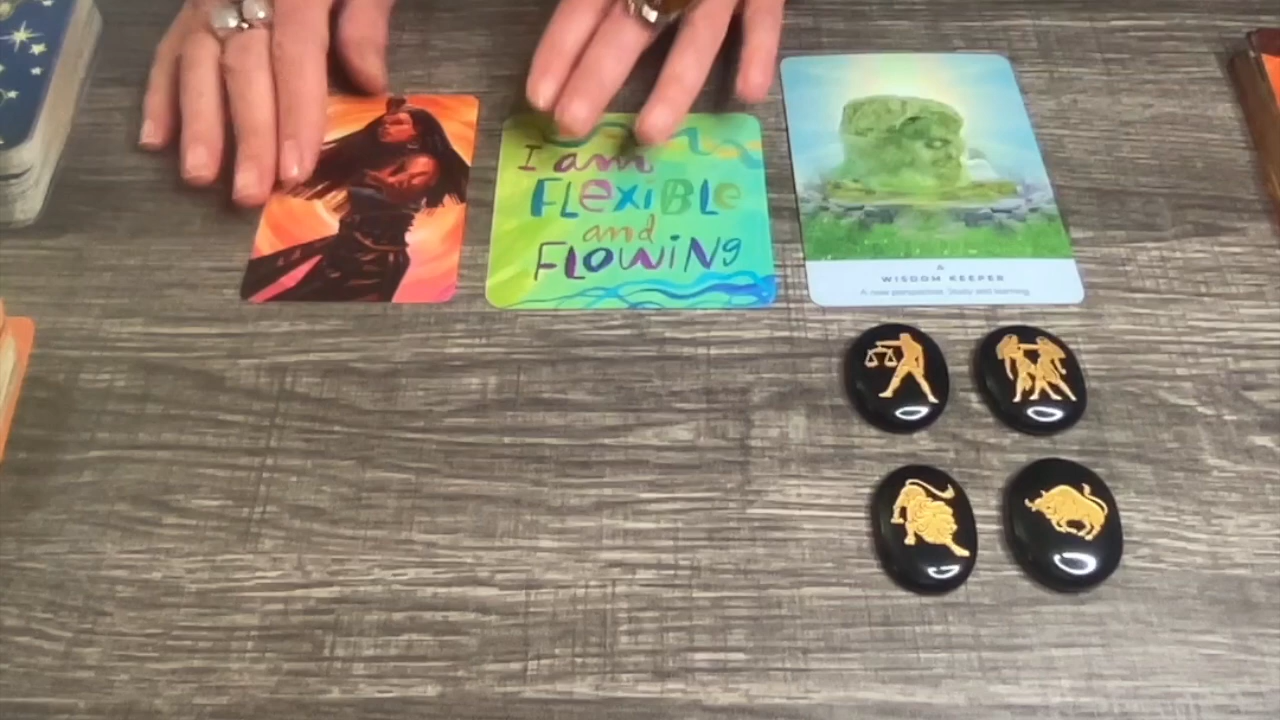 I am
FLexiBLe
and
FLOWiNg
WISDOM KEEPER
A new perspective. Study and learning.